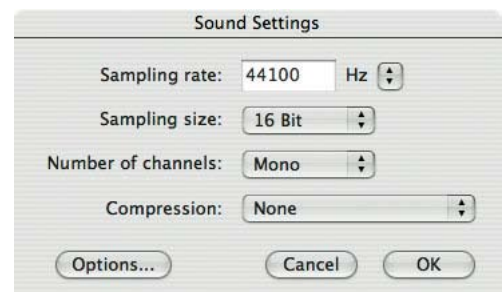 Sound Settings
Sampling rate: 44100 Hz
Sampling size: 16 Bit
Number of channels: Mono
Compression: None
Options... Cancel OK